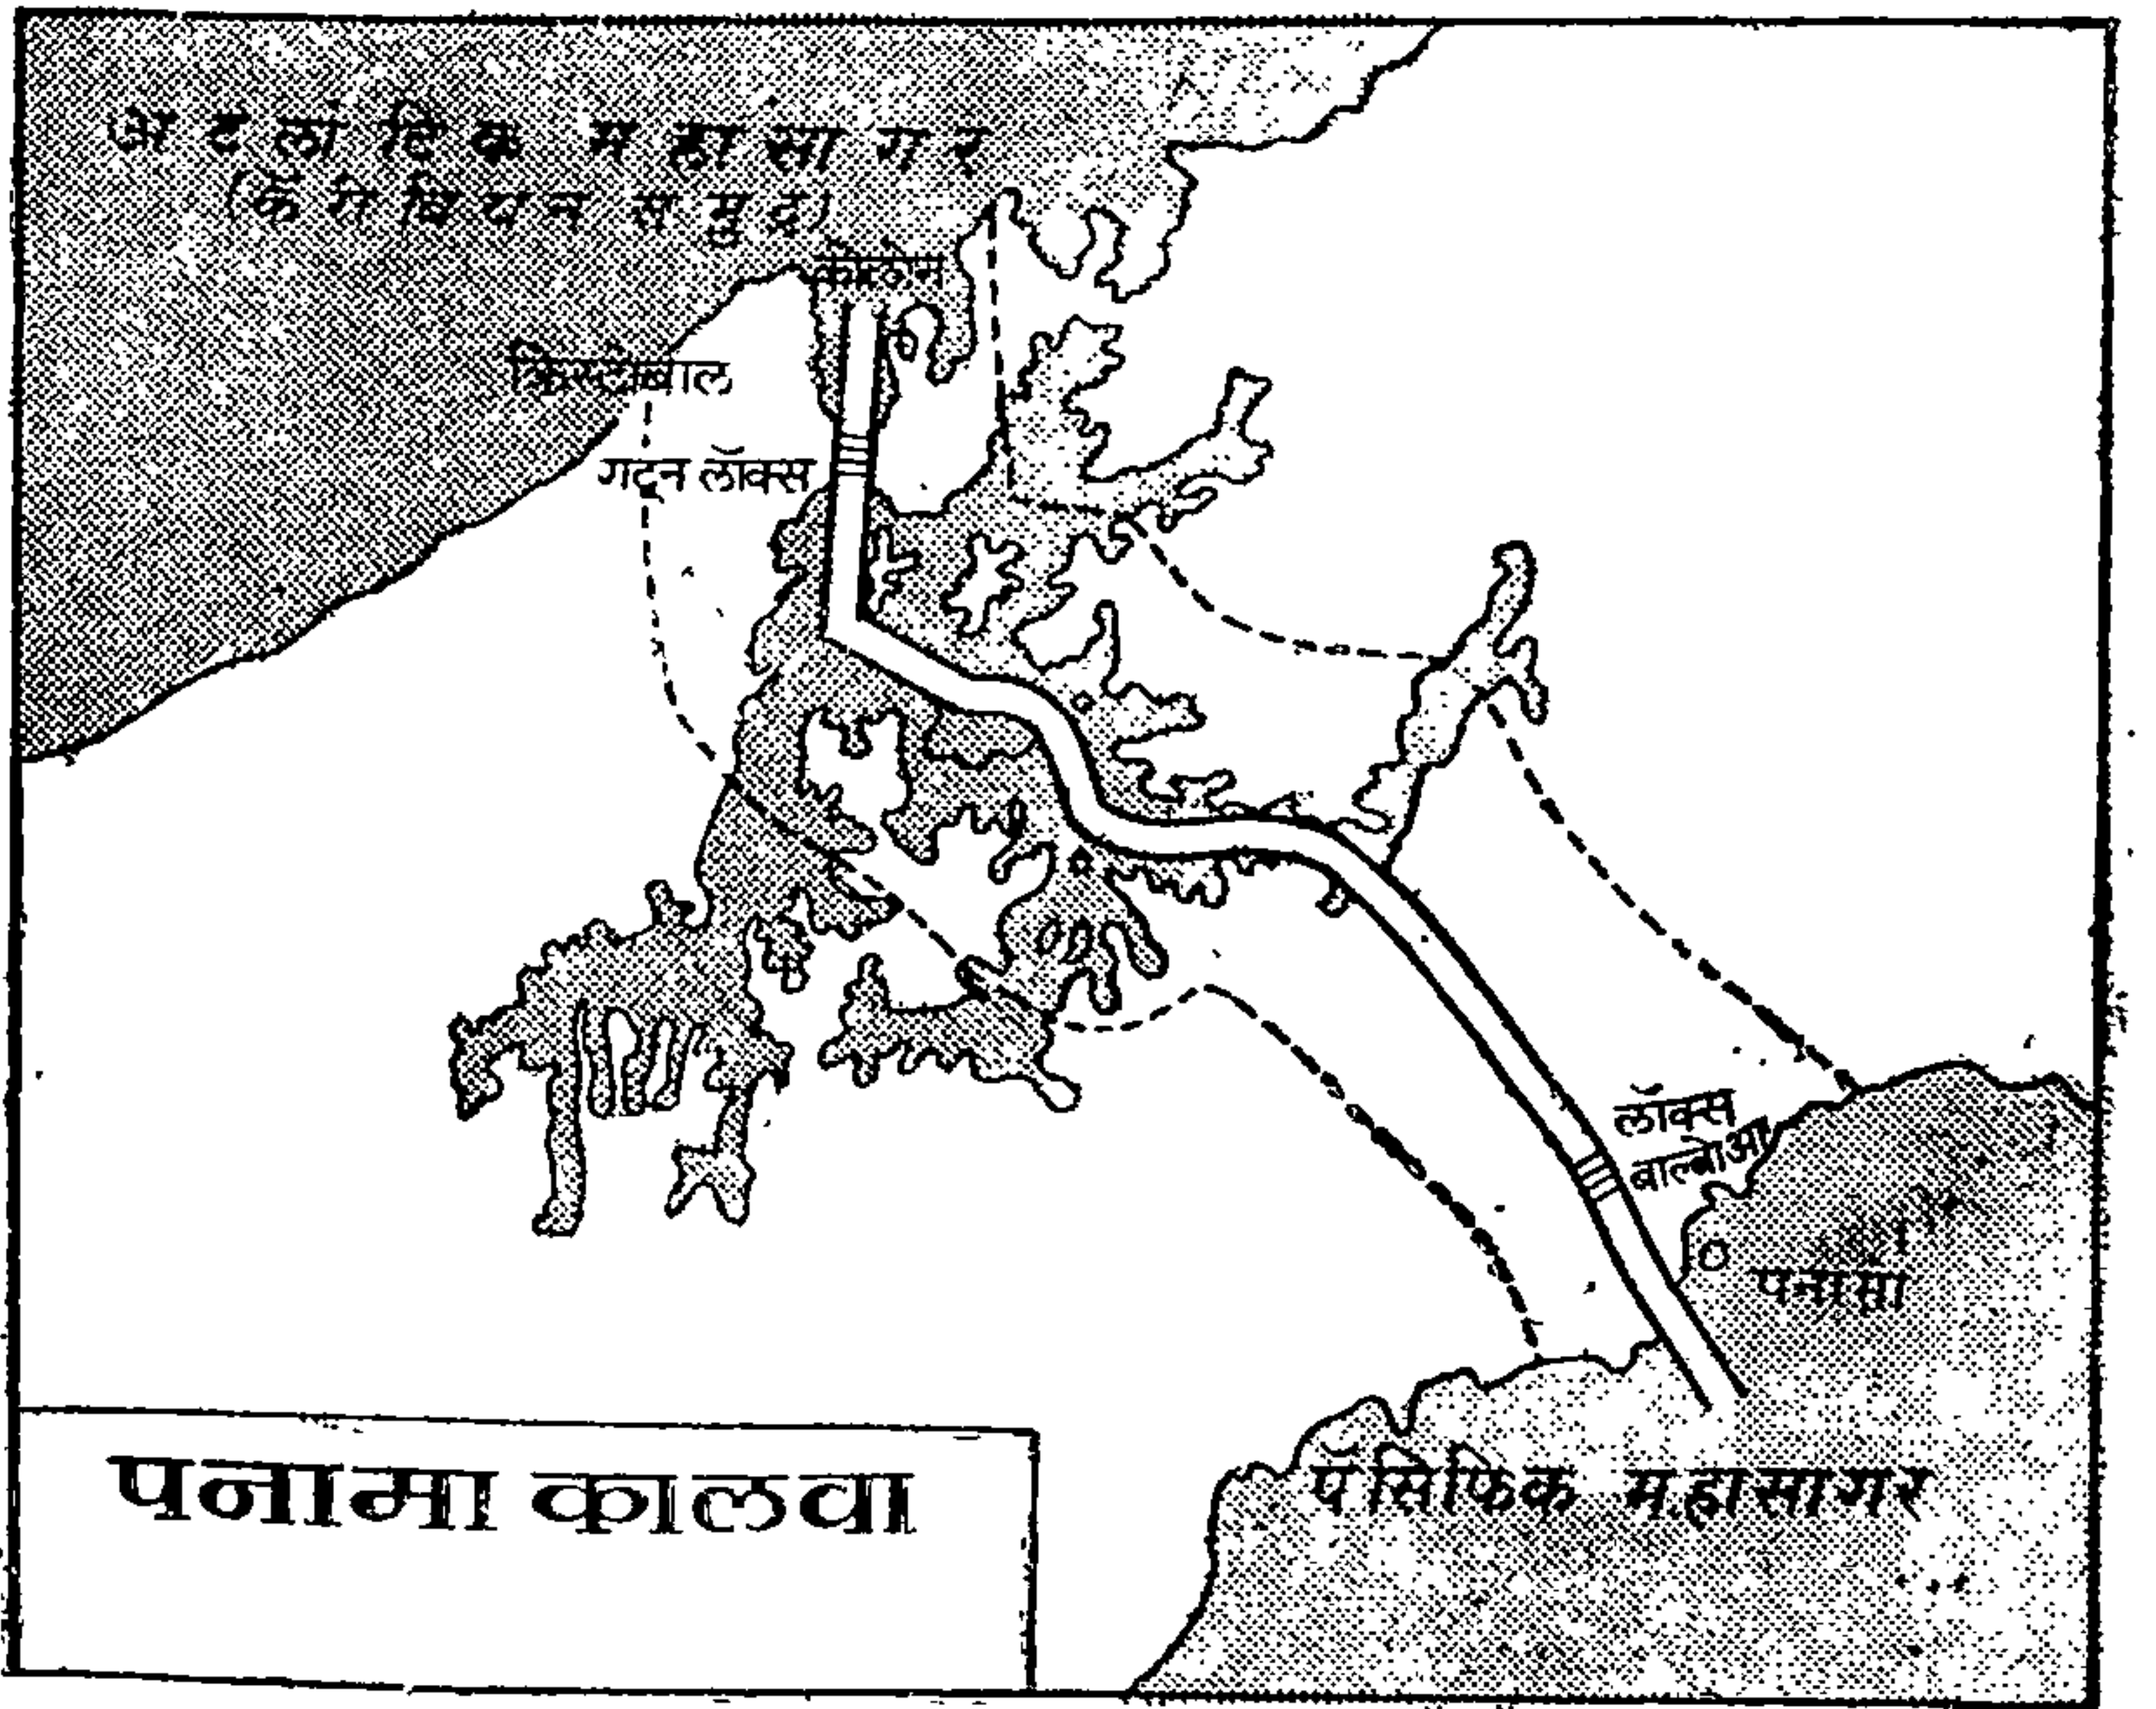 अटलांटिक महासागर
(कॅरीबियन समुद्र)
कोलोन
क्रिस्टोबाल
गटून लॉक्स
लॉक्स
बाल्बोआ
पनामा
पॅसिफिक महासागर
पनामा कालवा